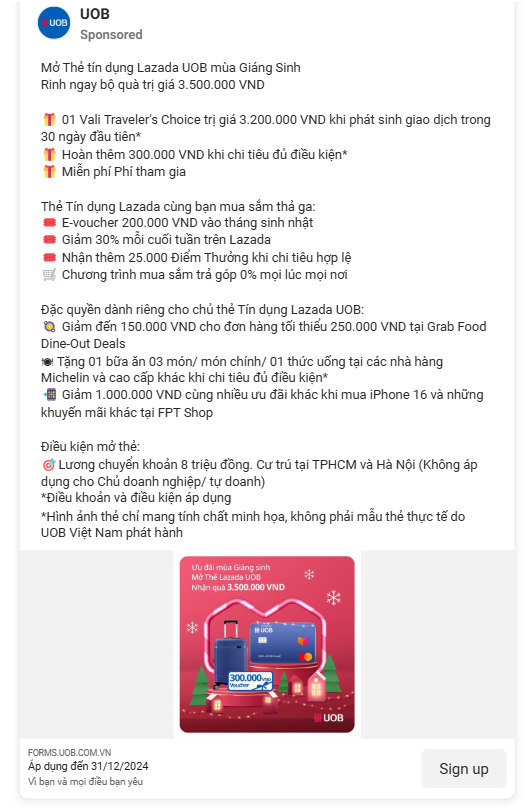 UOB
UOB
Sponsored
Mở Thẻ tín dụng Lazada UOB mùa Giáng Sinh
Rinh ngay bộ quà trị giá 3.500.000 VND
🎁 01 Vali Traveler's Choice trị giá 3.200.000 VND khi phát sinh giao dịch trong
30 ngày đầu tiên*
🎁 Hoàn thêm 300.000 VND khi chi tiêu đủ điều kiện*
🎁 Miễn phí Phí tham gia
Thẻ Tín dụng Lazada cùng bạn mua sắm thả ga:
🎟️ E-voucher 200.000 VND vào tháng sinh nhật
🎟️ Giảm 30% mỗi cuối tuần trên Lazada
🎟️ Nhận thêm 25.000 Điểm Thưởng khi chi tiêu hợp lệ
🛒 Chương trình mua sắm trả góp 0% mọi lúc mọi nơi
Đặc quyền dành riêng cho chủ thẻ Tín dụng Lazada UOB:
🥘 Giảm đến 150.000 VND cho đơn hàng tối thiểu 250.000 VND tại Grab Food
Dine-Out Deals
🍽 Tặng 01 bữa ăn 03 món/ món chính/ 01 thức uống tại các nhà hàng
Michelin và cao cấp khác khi chi tiêu đủ điều kiện*
📲 Giảm 1.000.000 VND cùng nhiều ưu đãi khác khi mua iPhone 16 và những
khuyến mãi khác tại FPT Shop
Điều kiện mở thẻ:
🎯 Lương chuyển khoản 8 triệu đồng. Cư trú tại TPHCM và Hà Nội (Không áp
dụng cho Chủ doanh nghiệp/ tự doanh)
*Điều khoản và điều kiện áp dụng
*Hình ảnh thẻ chỉ mang tính chất minh họa, không phải mẫu thẻ thực tế do
UOB Việt Nam phát hành
Ưu đãi mùa Giáng sinh
Mở Thẻ Lazada UOB
Nhận quà 3.500.000 VND
UOB
300.000 VND
Voucher
UOB
FORMS.UOB.COM.VN
Áp dụng đến 31/12/2024
Vì bạn và mọi điều bạn yêu
Sign up